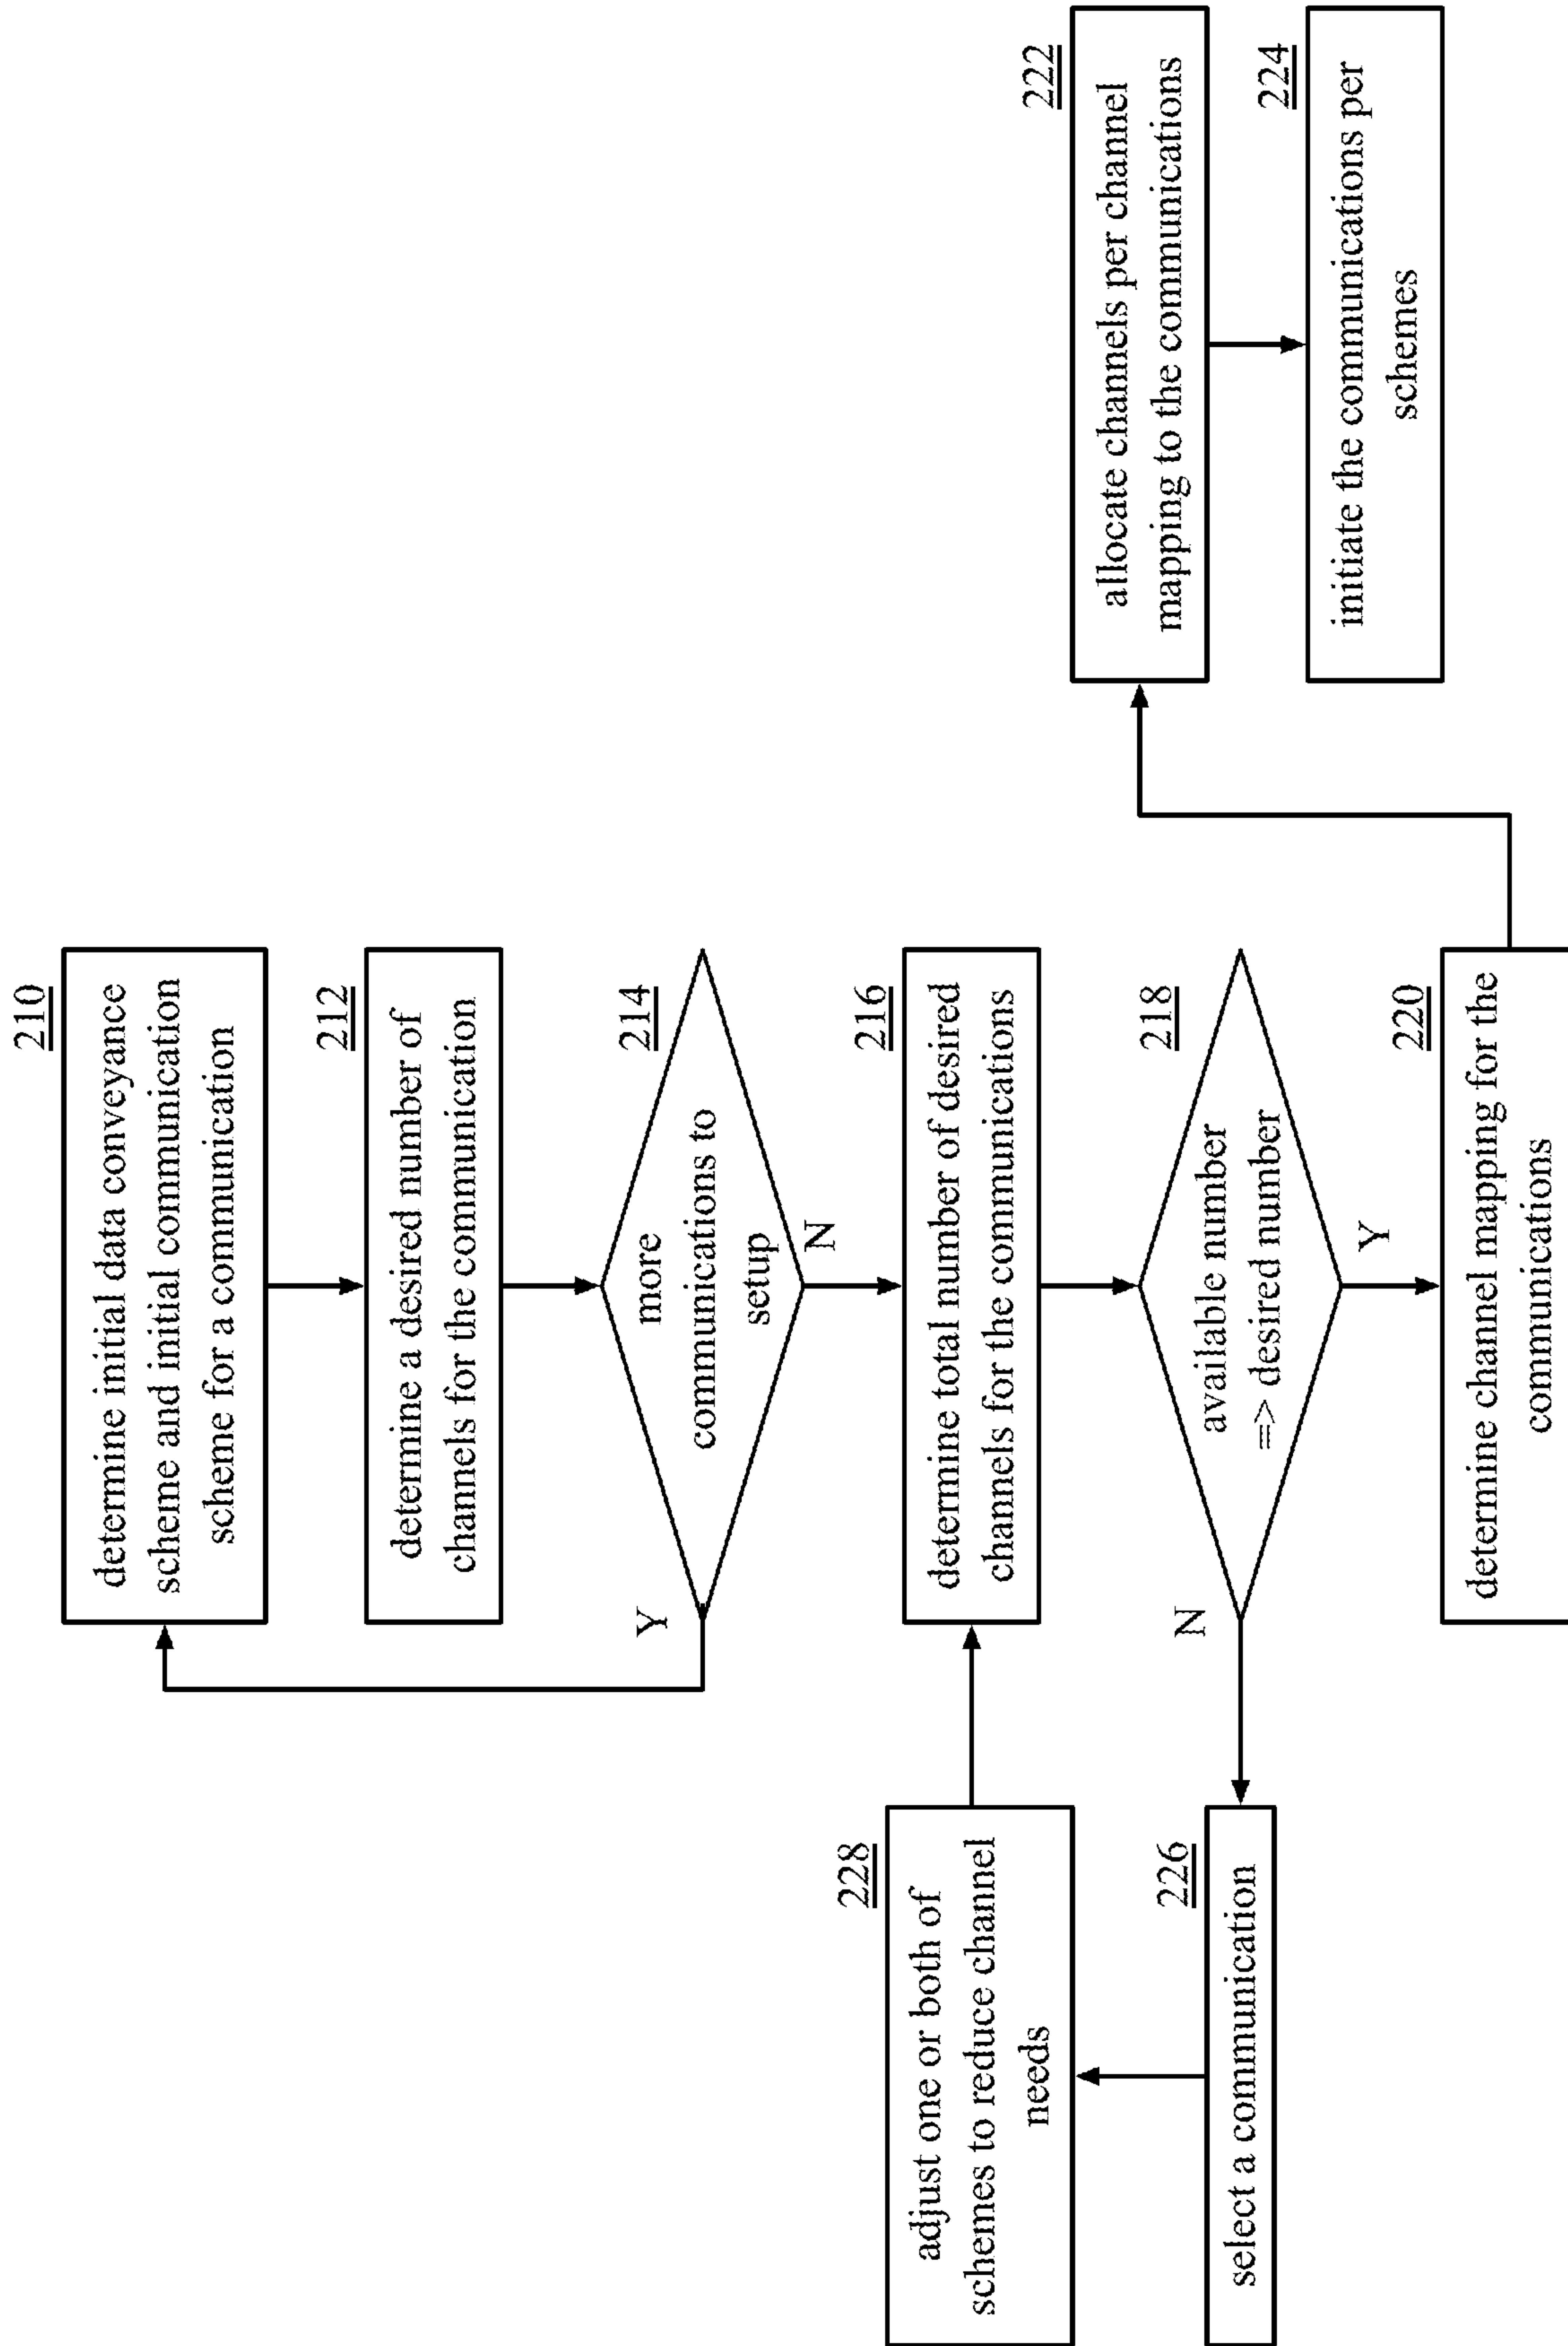 210
determine initial data conveyance
scheme and initial communication
scheme for a communication
212
determine a desired number of
channels for the communication
214
more
communications to
setup
Y
N
216
determine total number of desired
channels for the communications
218
available number
=> desired number
N
Y
220
determine channel mapping for the
communications
222
allocate channels per channel
mapping to the communications
224
initiate the communications per
schemes
226
select a communication
228
adjust one or both of
schemes to reduce channel
needs